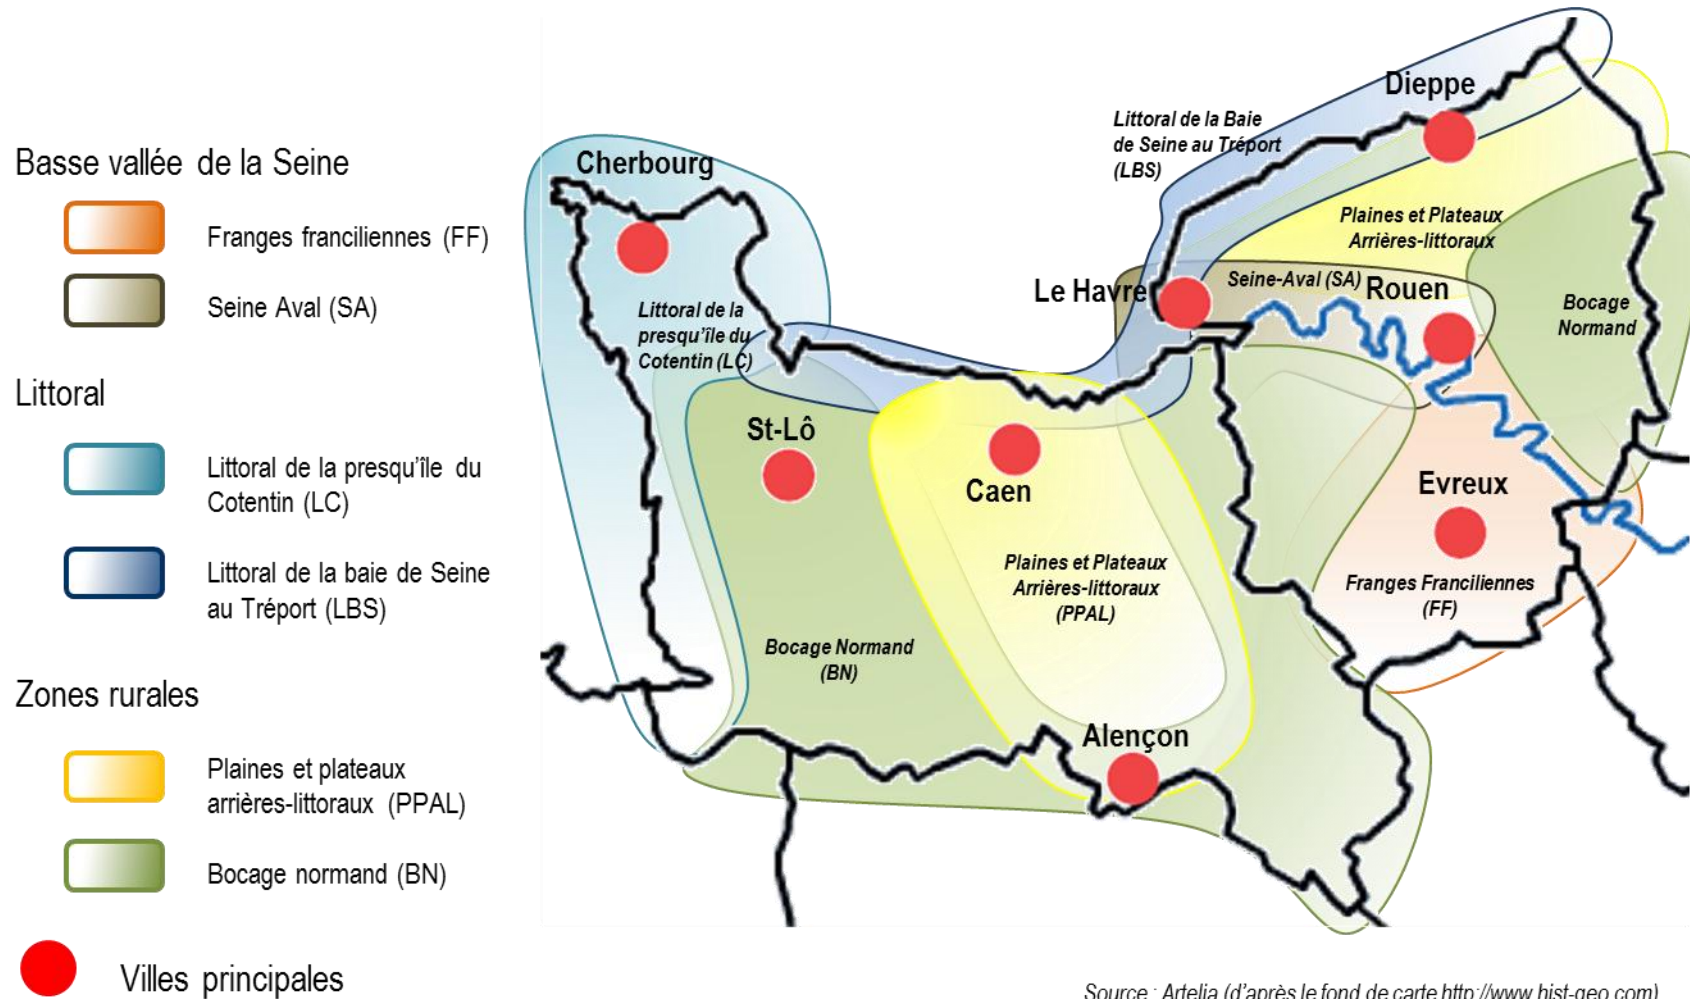 Basse vallée de la Seine
Franges franciliennes (FF)
Seine Aval (SA)
Littoral
Littoral de la presqu'île du
Cotentin (LC)
Littoral de la baie de Seine
au Tréport (LBS)
Zones rurales
Plaines et plateaux
arrières-littoraux (PPAL)
Bocage normand (BN)
Villes principales
Dieppe
Littoral de la Baie
de Seine au Tréport
(LBS)
Cherbourg
Plaines et Plateaux
Arrières-littoraux
Le Havre
Seine-Aval (SA)
Rouen
Bocage
Normand
Littoral de la
presqu'île du
Cotentin (LC)
St-Lô
Caen
Evreux
Plaines et Plateaux
Arrières-littoraux
(PPAL)
Franges Franciliennes
(FF)
Bocage Normand
(BN)
Alençon
Source : Artelia (d'après le fond de carte http://www.hist-geo.com)